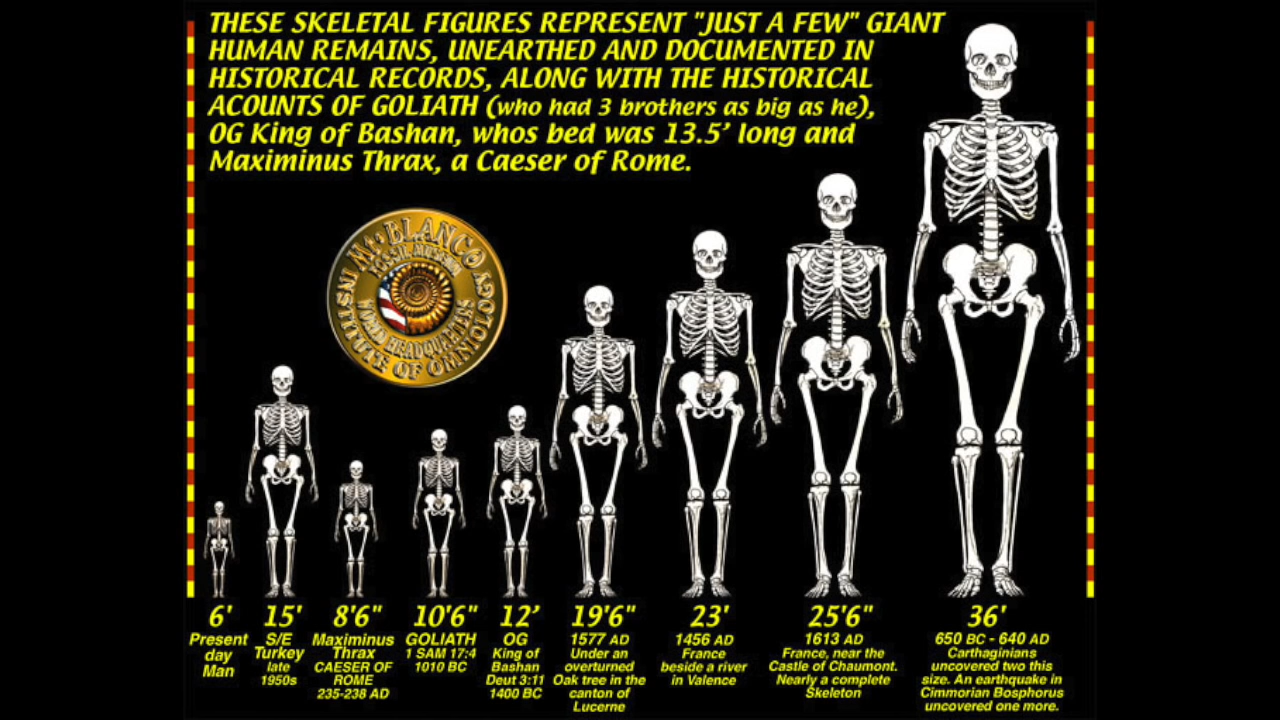 THESE SKELETAL FIGURES REPRESENT "JUST A FEW" GIANT
HUMAN REMAINS, UNEARTHED AND DOCUMENTED IN
HISTORICAL RECORDS, ALONG WITH THE HISTORICAL
ACOUNTS OF GOLIATH (who had 3 brothers as big as he),
OG King of Bashan, whos bed was 13.5' long and
Maximinus Thrax, a Caeser of Rome.
Mt. BLANCO
FOSSIL MUSEUM
WORLD HEADQUARTERS
INSTITUTE OF OMNIOLOGY
6'
Present
day
Man
15'
S/E
Turkey
late
1950s
8'6"
Maximinus
Thrax
CAESER OF
ROME
235-238 AD
10'6"
GOLIATH
1 SAM 17:4
1010 BC
12’
OG
King of
Bashan
Deut 3:11
1400 BC
19'6"
1577 AD
Under an
overturned
Oak tree in the
canton of
Lucerne
23'
1456 AD
France
beside a river
in Valence
25'6"
1613 AD
France, near the
Castle of Chaumont.
Nearly a complete
Skeleton
36'
650 BC - 640 AD
Carthaginians
uncovered two this
size. An earthquake in
Cimmorian Bosphorus
uncovered one more.